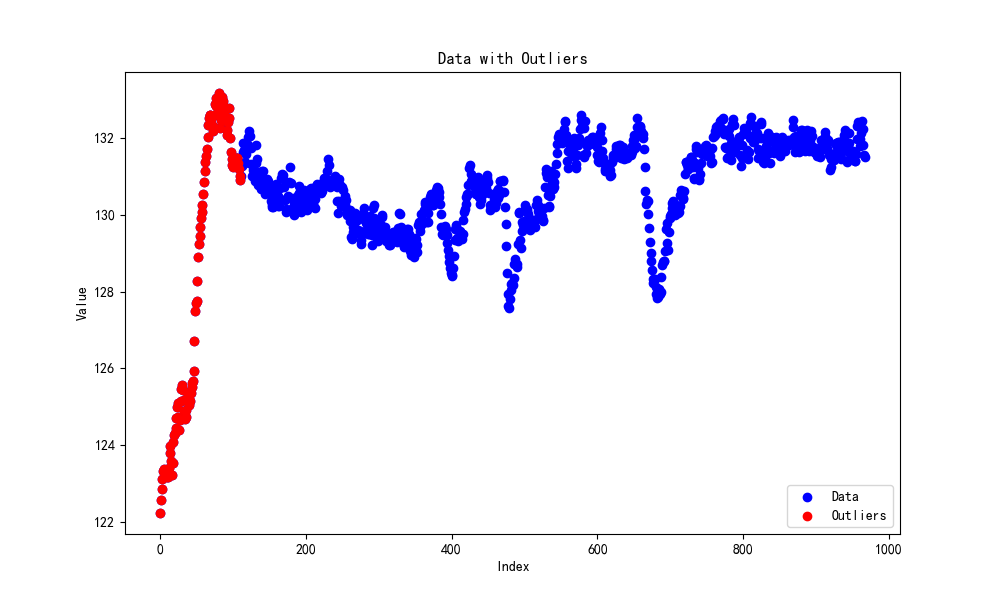 Data with Outliers
Value
132
130
128
126
124
122
0 200 400 600 800 1000
Index
Data
Outliers